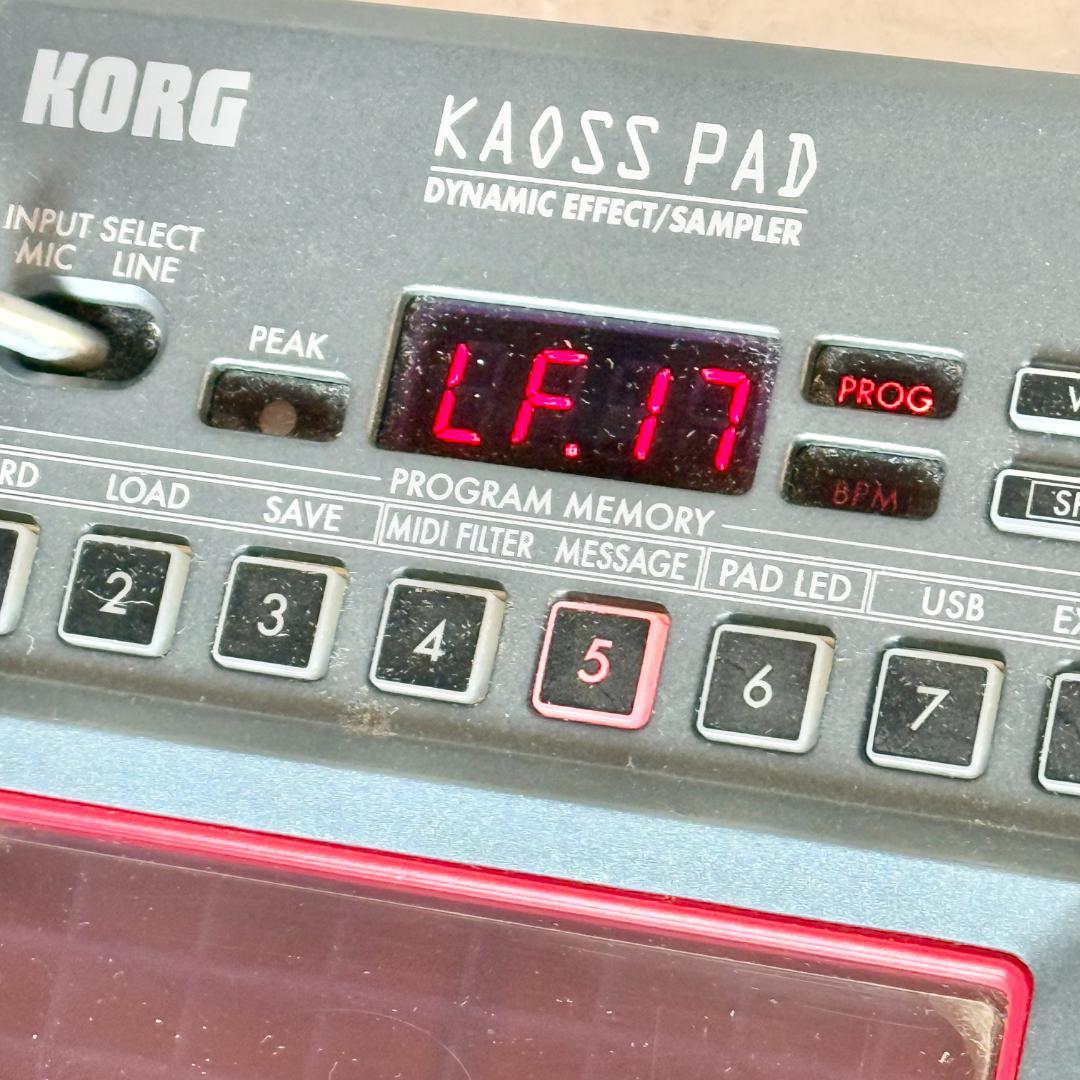 KORG
KAOSS PAD
DYNAMIC EFFECT/SAMPLER
INPUT SELECT
MIC LINE
PEAK
LF.17
PROG
BPM
PROGRAM MEMORY
LOAD SAVE MIDI FILTER MESSAGE PAD LED USB
2 3 4 5 6 7